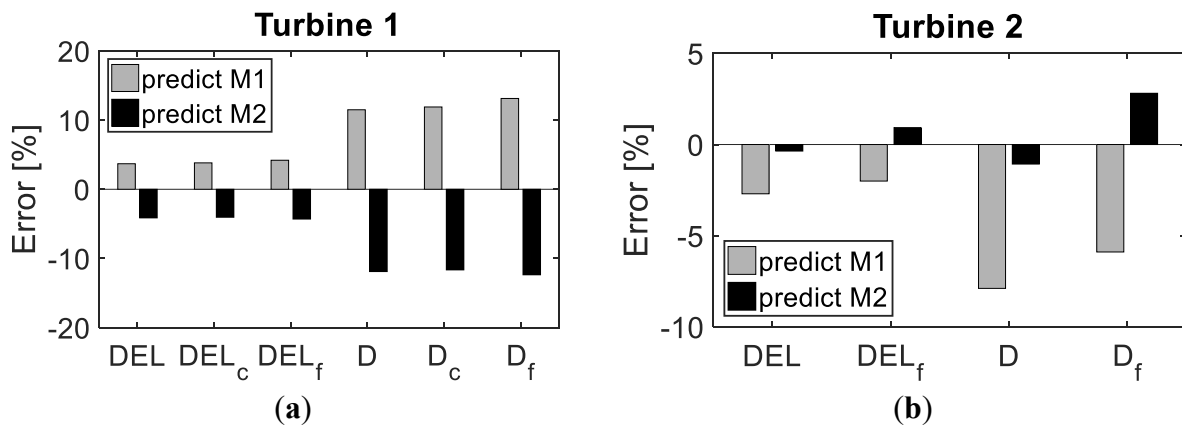 Turbine 1
20
10
0
-10
-20
Error [%]
predict M1
predict M2
DEL DEL_c DEL_f D D_c D_f
(a)
Turbine 2
5
0
-5
-10
Error [%]
predict M1
predict M2
DEL DEL_f D D_f
(b)